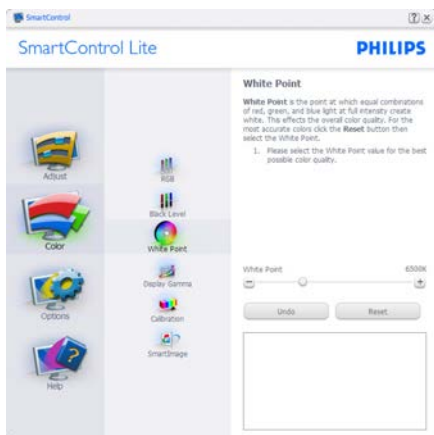 SmartControl
SmartControl Lite
PHILIPS
Adjust
Color
Options
Help
RGB
Black Level
White Point
Display Gamma
Calibration
SmartImage
White Point
White Point is the point at which equal combinations
of red, green, and blue light at full intensity create
white. This effects the overall color quality. For the
most accurate colors click the Reset button then
select the White Point.
1. Please select the White Point value for the best
possible color quality.
White Point 6500K
Undo Reset